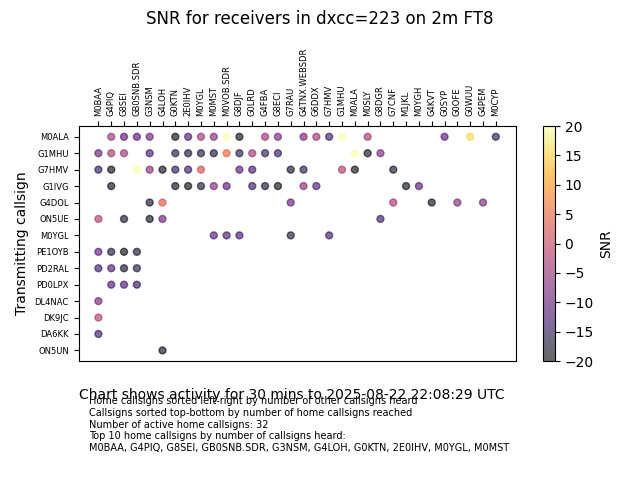 SNR for receivers in dxcc=223 on 2m FT8
M0BAA G4PIQ G8SEI GB0SNB.SDR G3NSM G4LOH G0KTN 2E0IHV M0YGL M0MST M0VOB.SDR G8DJF G0LRD G4FBA G8ECI G7RAU G4TNX.WEBSDR G6DDX G7HMV G1MHU M0ALA M0SLY G8DGR G7CNF M1JKL M0YGH G4KVT G0SYP G0OFE G0WUU G4PEM M0CYP
Transmitting callsign
M0ALA
G1MHU
G7HMV
G1IVG
G4DOL
ON5UE
M0YGL
PE1OYB
PD2RAL
PD0LPX
DL4NAC
DK9JC
DA6KK
ON5UN
20
15
10
5
0
−5
−10
−15
−20
SNR
Chart shows activity for 30 mins to 2025-08-22 22:08:29 UTC
Home callsigns sorted left-right by number of other callsigns heard
Callsigns sorted top-bottom by number of home callsigns reached
Number of active home callsigns: 32
Top 10 home callsigns by number of callsigns heard:
M0BAA, G4PIQ, G8SEI, GB0SNB.SDR, G3NSM, G4LOH, G0KTN, 2E0IHV, M0YGL, M0MST